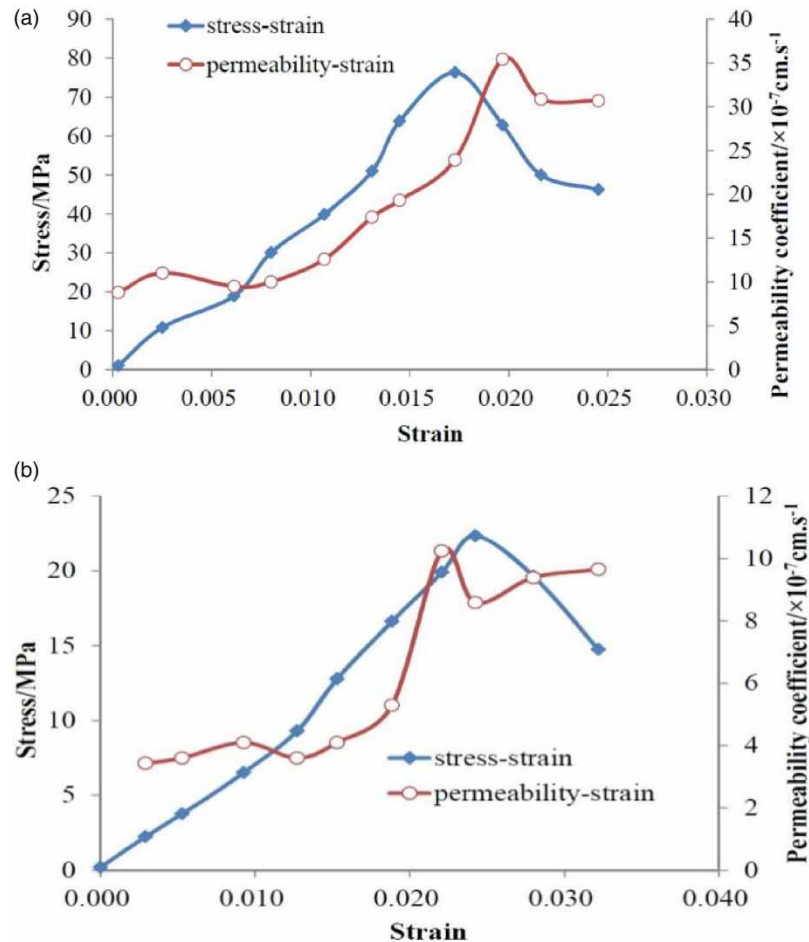 (a)
90
80
70
60
50
40
30
20
10
0
Stress/MPa
stress-strain
permeability-strain
40
35
30
25
20
15
10
5
0
Permeability coefficient/×10⁻⁷cm.s⁻¹
0.000 0.005 0.010 0.015 0.020 0.025 0.030
Strain
(b)
25
20
15
10
5
0
Stress/MPa
stress-strain
permeability-strain
12
10
8
6
4
2
0
Permeability coefficient/×10⁻⁷cm.s⁻¹
0.000 0.010 0.020 0.030 0.040
Strain